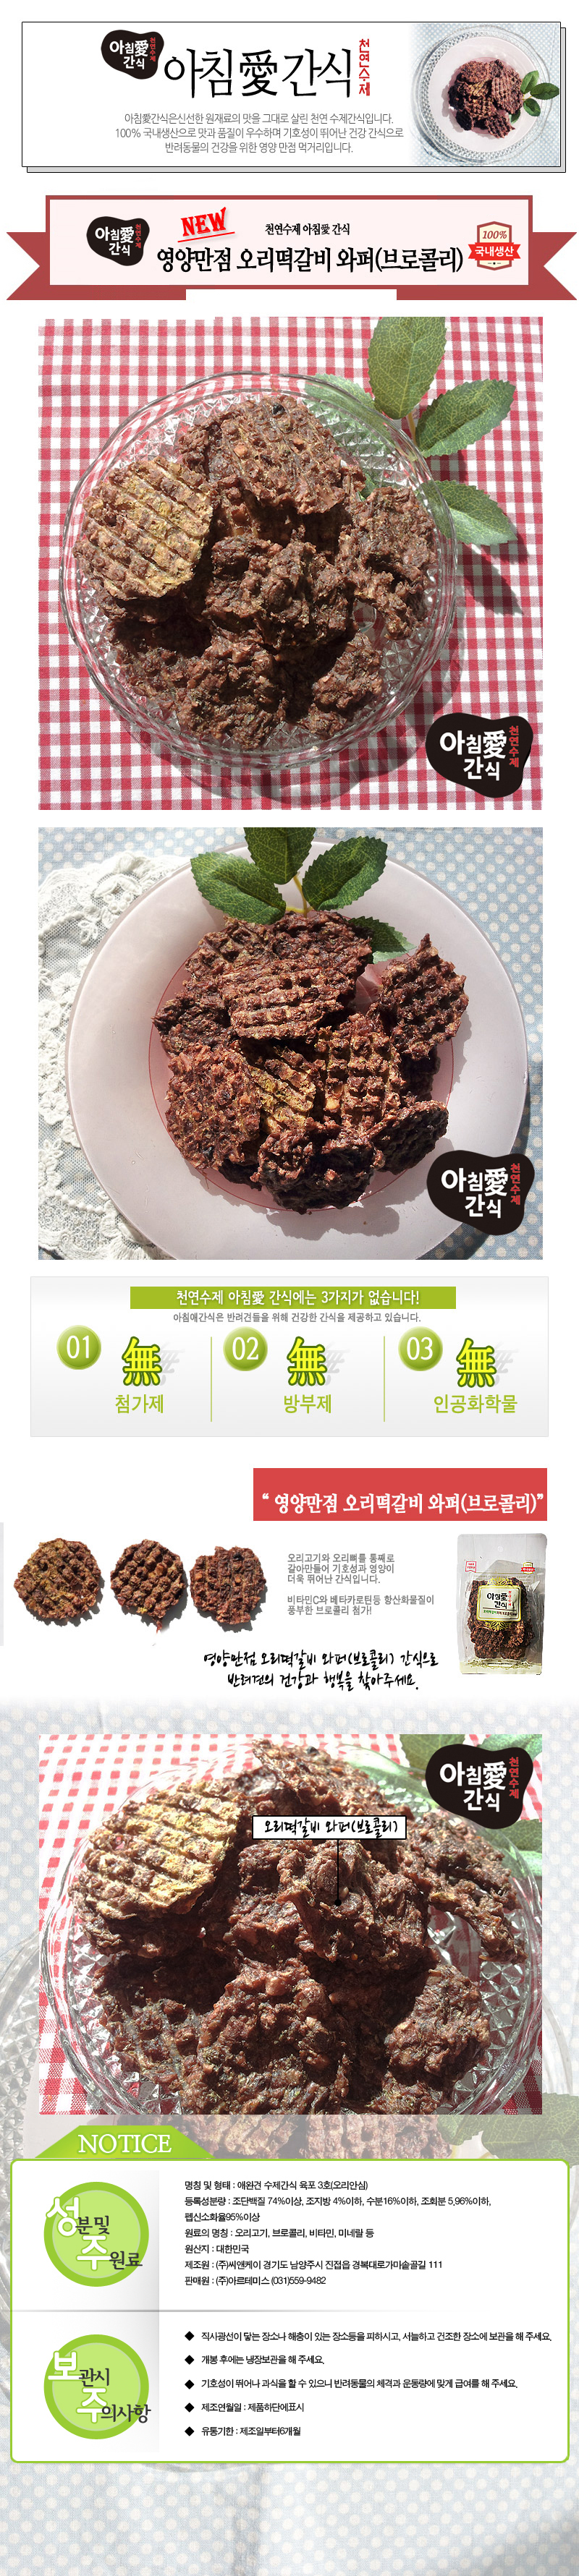 아침愛
간식
천연수제
아침愛간식
천연수제
아침愛간식은신선한 원재료의 맛을 그대로 살린 천연 수제간식입니다.
100% 국내생산으로 맛과 품질이 우수하며 기호성이 뛰어난 건강 간식으로
반려동물의 건강을 위한 영양 만점 먹거리입니다.
아침愛
간식
천연수제
NEW
천연수제 아침愛 간식
영양만점 오리떡갈비 와퍼(브로콜리)
100%
국내생산
아침愛
간식
천연수제
아침愛
간식
천연수제
천연수제 아침愛 간식에는 3가지가 없습니다!
아침애간식은 반려견들을 위해 건강한 간식을 제공하고 있습니다.
01 無 첨가제
02 無 방부제
03 無 인공화학물
“ 영양만점 오리떡갈비 와퍼(브로콜리)”
오리고기와 오리뼈를 통째로
갈아만들어 기호성과 영양이
더욱 뛰어난 간식입니다.
비타민C와 베타카로틴등 항산화물질이
풍부한 브로콜리 첨가!
아침愛
간식
영양만점 오리떡갈비 와퍼(브로콜리) 간식으로
반려견의 건강과 행복을 찾아주세요.
아침愛
간식
천연수제
오리떡갈비 와퍼(브로콜리)
NOTICE
성분 및
주원료
명칭 및 형태 : 애완견 수제간식 육포 3호(오리안심)
등록성분량 : 조단백질 74%이상, 조지방 4%이하, 수분16%이하, 조회분 5,96%이하,
펩신소화율95%이상
원료의 명칭 : 오리고기, 브로콜리, 비타민, 미네랄 등
원산지 : 대한민국
제조원 : (주)씨앤케이 경기도 남양주시 진접읍 경복대로가마솥골길 111
판매원 : (주)아르테미스 (031)559-9482
보관시
주의사항
◆ 직사광선이 닿는 장소나 해충이 있는 장소등을 피하시고, 서늘하고 건조한 장소에 보관을 해 주세요.
◆ 개봉 후에는 냉장보관을 해 주세요.
◆ 기호성이 뛰어나 과식을 할 수 있으니 반려동물의 체격과 운동량에 맞게 급여를 해 주세요.
◆ 제조연월일 : 제품하단에표시
◆ 유통기한 : 제조일부터6개월